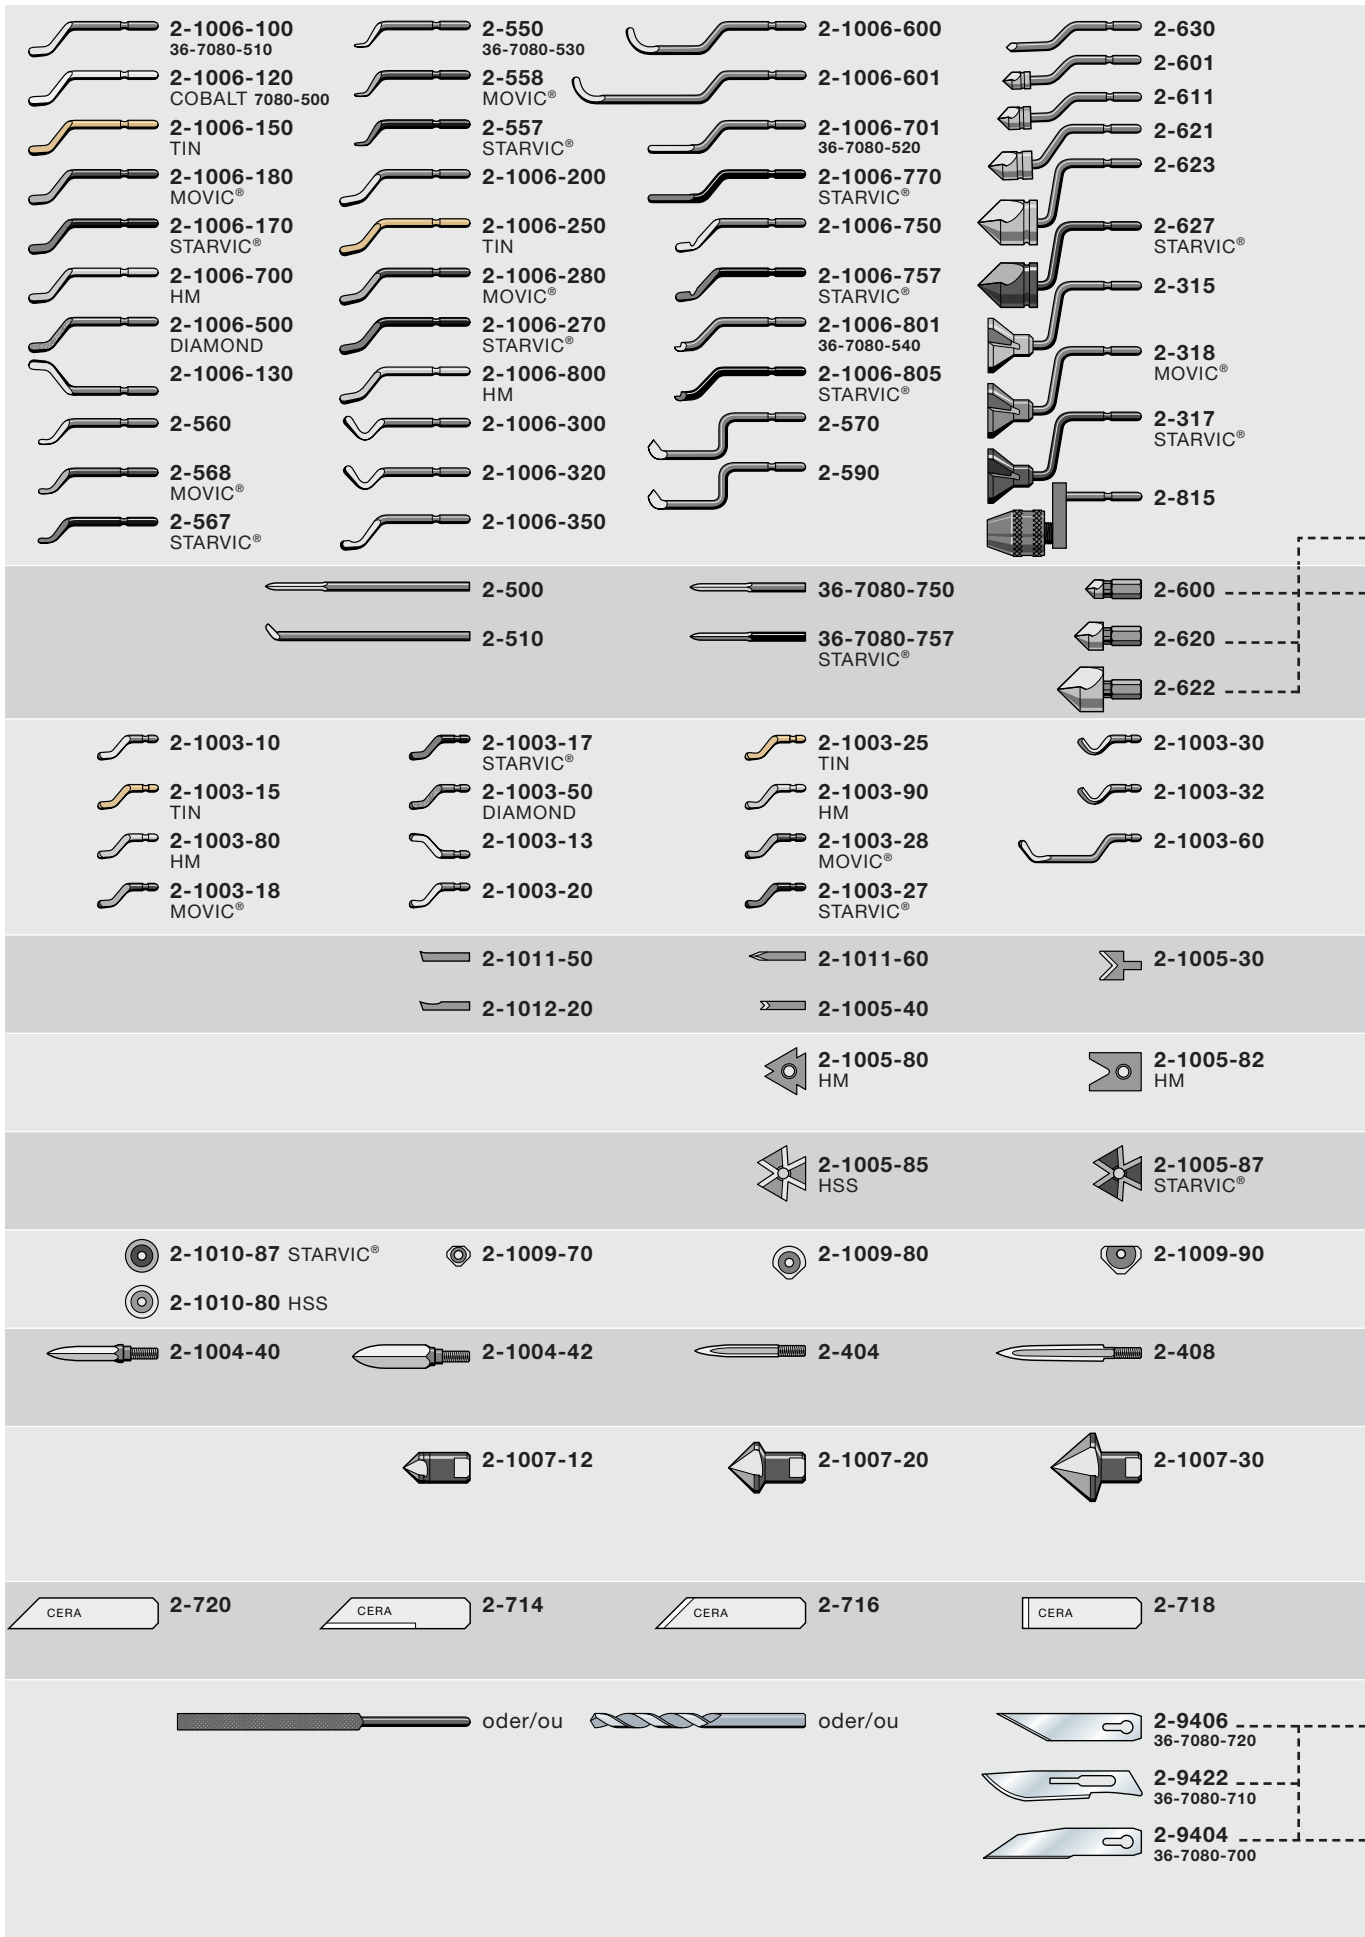 2-1006-100
36-7080-510
2-1006-120
COBALT 7080-500
2-1006-150
TIN
2-1006-180
MOVIC®
2-1006-170
STARVIC®
2-1006-700
HM
2-1006-500
DIAMOND
2-1006-130
2-560
2-568
MOVIC®
2-567
STARVIC®
2-550
36-7080-530
2-558
MOVIC®
2-557
STARVIC®
2-1006-200
2-1006-250
TIN
2-1006-280
MOVIC®
2-1006-270
STARVIC®
2-1006-800
HM
2-1006-300
2-1006-320
2-1006-350
2-1006-600
2-1006-601
2-1006-701
36-7080-520
2-1006-770
STARVIC®
2-1006-750
2-1006-757
STARVIC®
2-1006-801
36-7080-540
2-1006-805
STARVIC®
2-570
2-590
2-630
2-601
2-611
2-621
2-623
2-627
STARVIC®
2-315
2-318
MOVIC®
2-317
STARVIC®
2-815
2-500
2-510
36-7080-750
36-7080-757
STARVIC®
2-600
2-620
2-622
2-1003-10
2-1003-15
TIN
2-1003-80
HM
2-1003-18
MOVIC®
2-1003-17
STARVIC®
2-1003-50
DIAMOND
2-1003-13
2-1003-20
2-1003-25
TIN
2-1003-90
HM
2-1003-28
MOVIC®
2-1003-27
STARVIC®
2-1003-30
2-1003-32
2-1003-60
2-1011-50
2-1012-20
2-1011-60
2-1005-40
2-1005-30
2-1005-80
HM
2-1005-82
HM
2-1005-85
HSS
2-1005-87
STARVIC®
2-1010-87 STARVIC®
2-1010-80 HSS
2-1009-70
2-1009-80
2-1009-90
2-1004-40
2-1004-42
2-404
2-408
2-1007-12
2-1007-20
2-1007-30
CERA
2-720
CERA
2-714
CERA
2-716
CERA
2-718
oder/ou
oder/ou
2-9406
36-7080-720
2-9422
36-7080-710
2-9404
36-7080-700